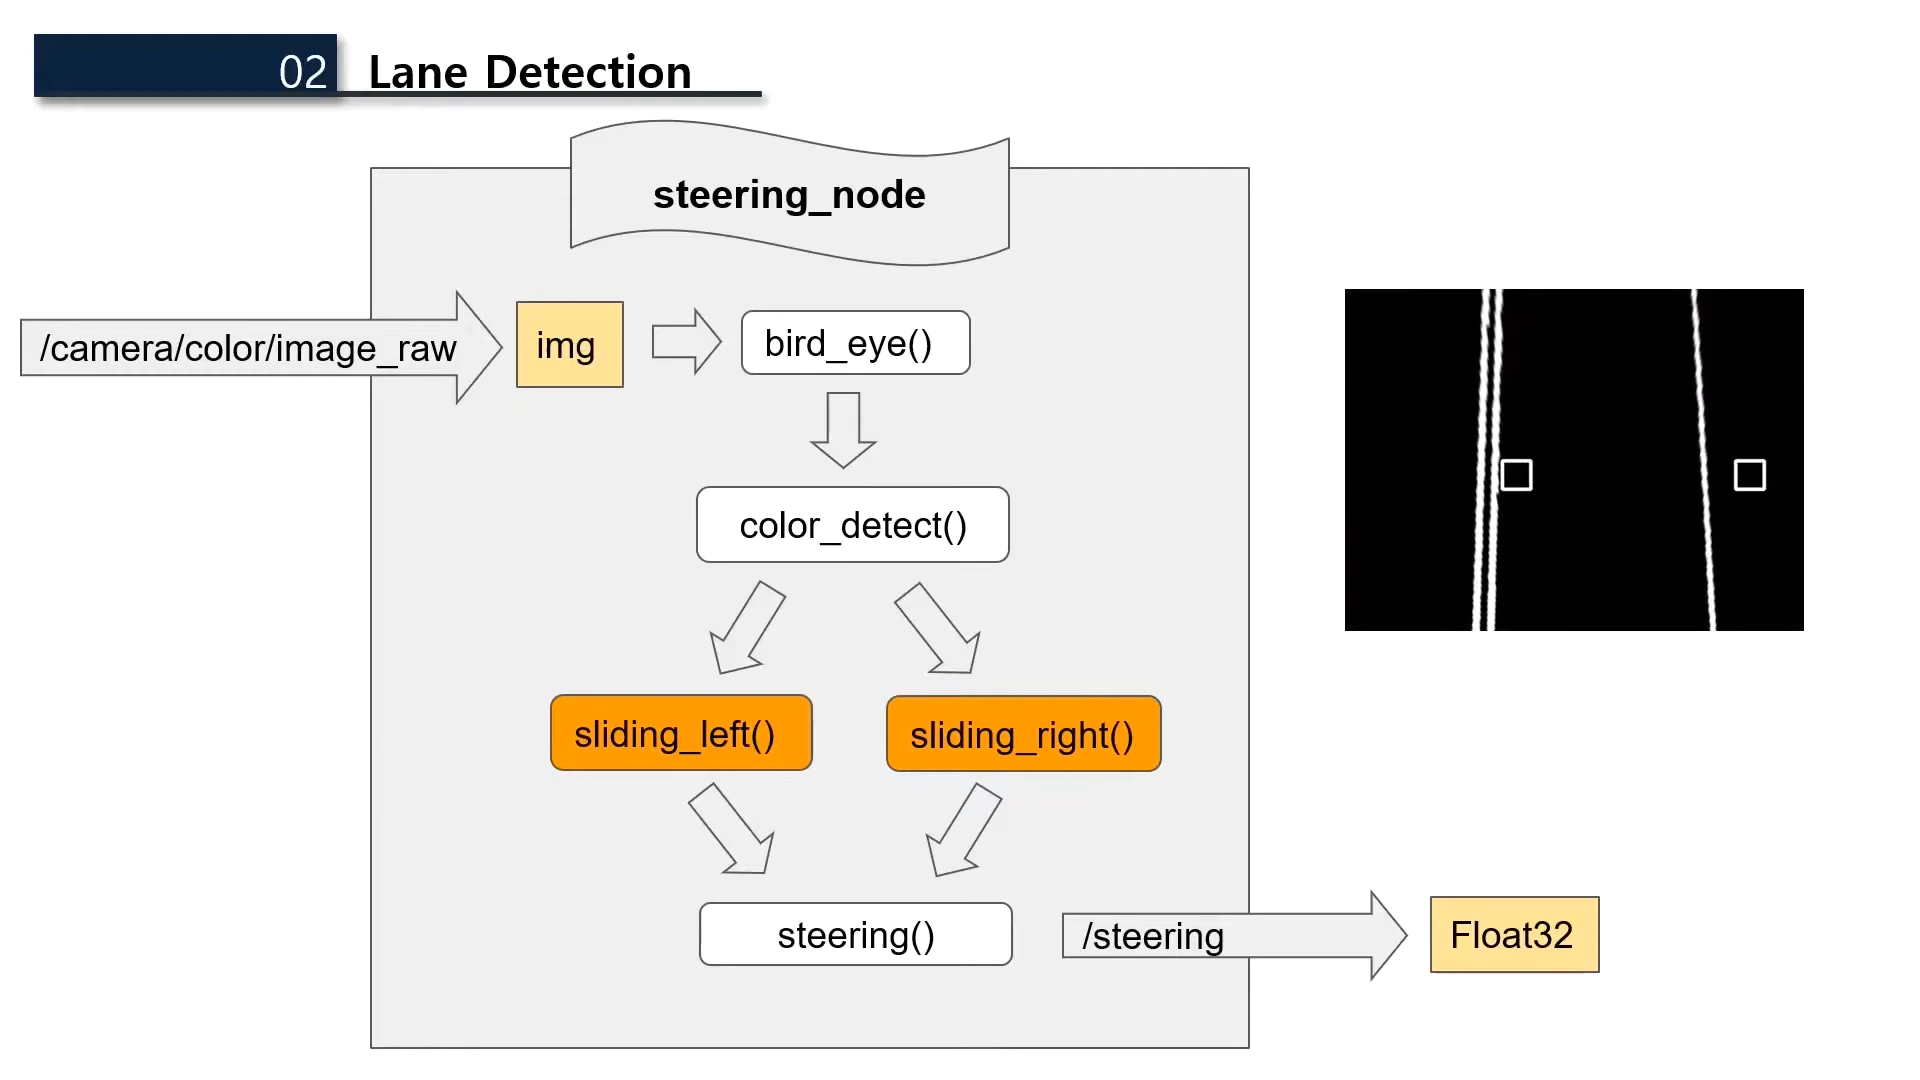 02 Lane Detection
steering_node
/camera/color/image_raw
img
bird_eye()
color_detect()
sliding_left()
sliding_right()
steering()
/steering
Float32